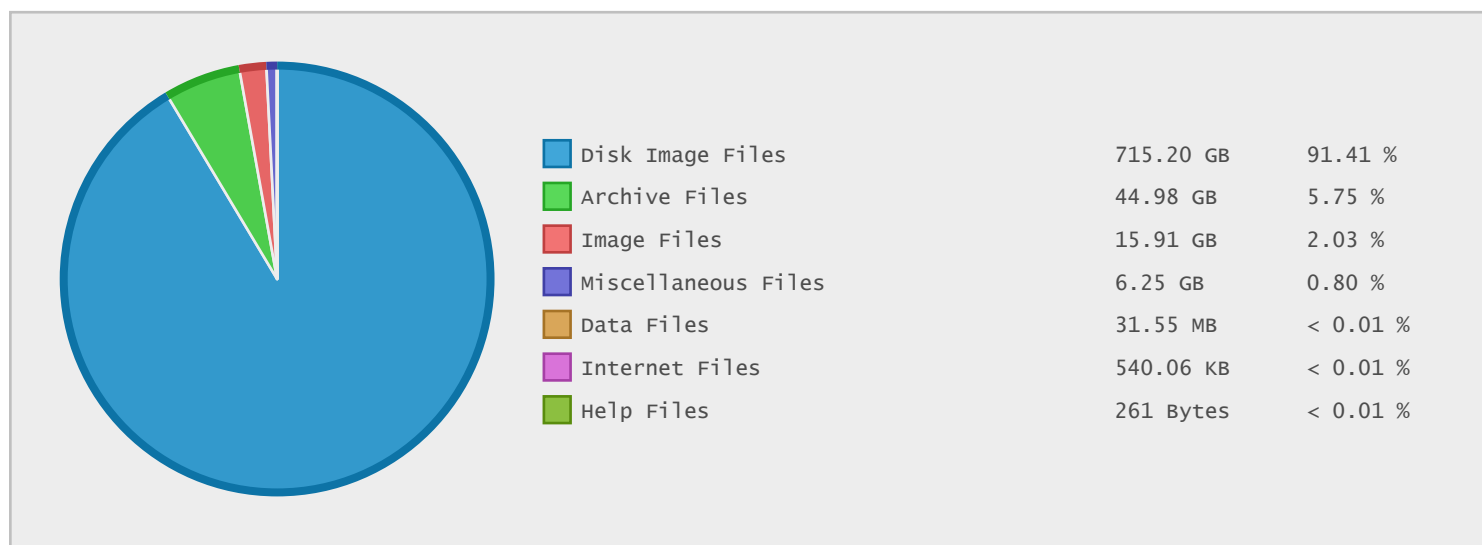 Disk Image Files 715.20 GB 91.41 %
Archive Files 44.98 GB 5.75 %
Image Files 15.91 GB 2.03 %
Miscellaneous Files 6.25 GB 0.80 %
Data Files 31.55 MB < 0.01 %
Internet Files 540.06 KB < 0.01 %
Help Files 261 Bytes < 0.01 %